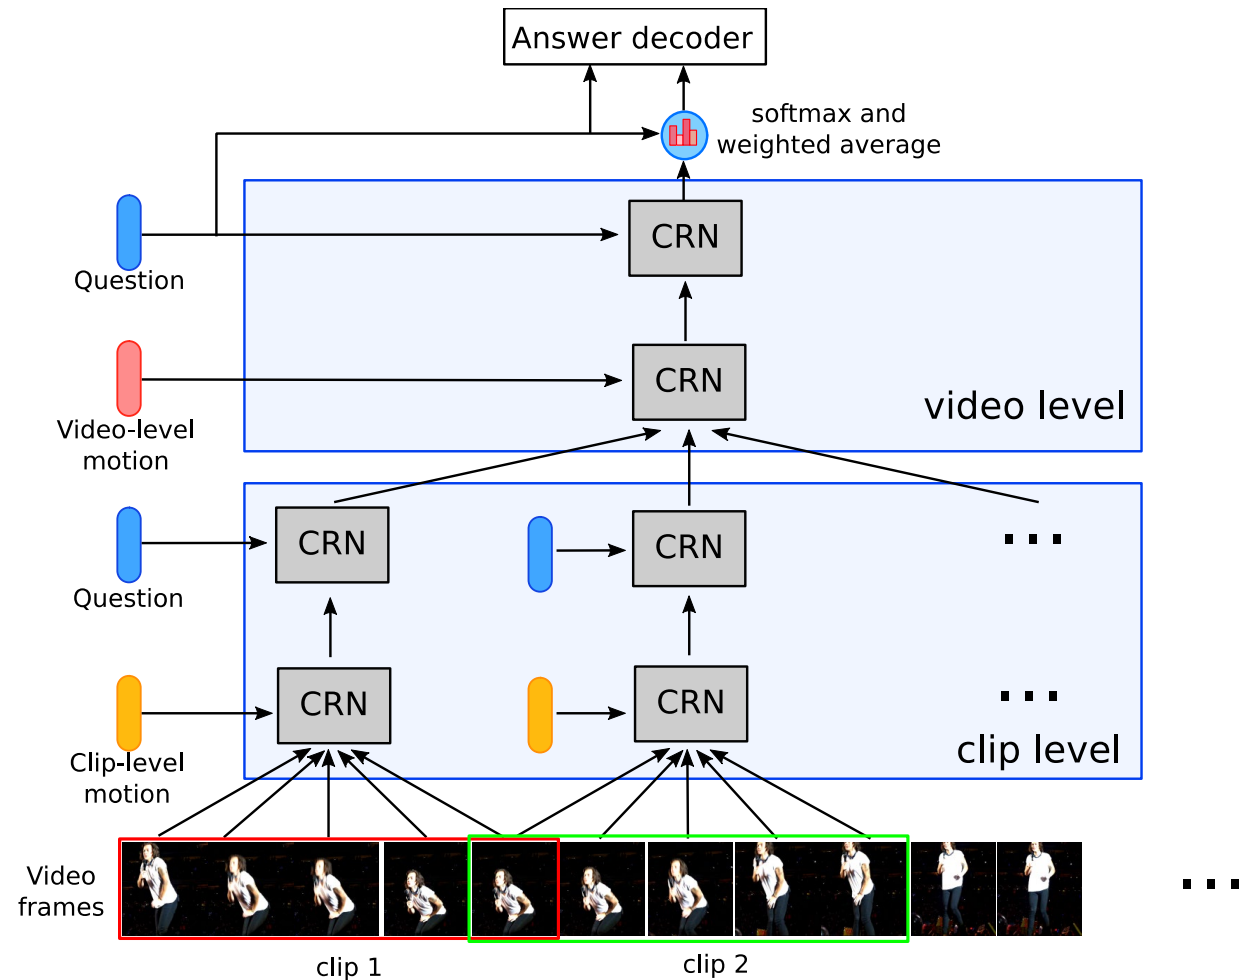 Answer decoder
softmax and
weighted average
CRN
Question
CRN
video level
Video-level
motion
CRN
CRN
...
Question
CRN
CRN
...
clip level
Clip-level
motion
Video
frames
...
clip 1
clip 2